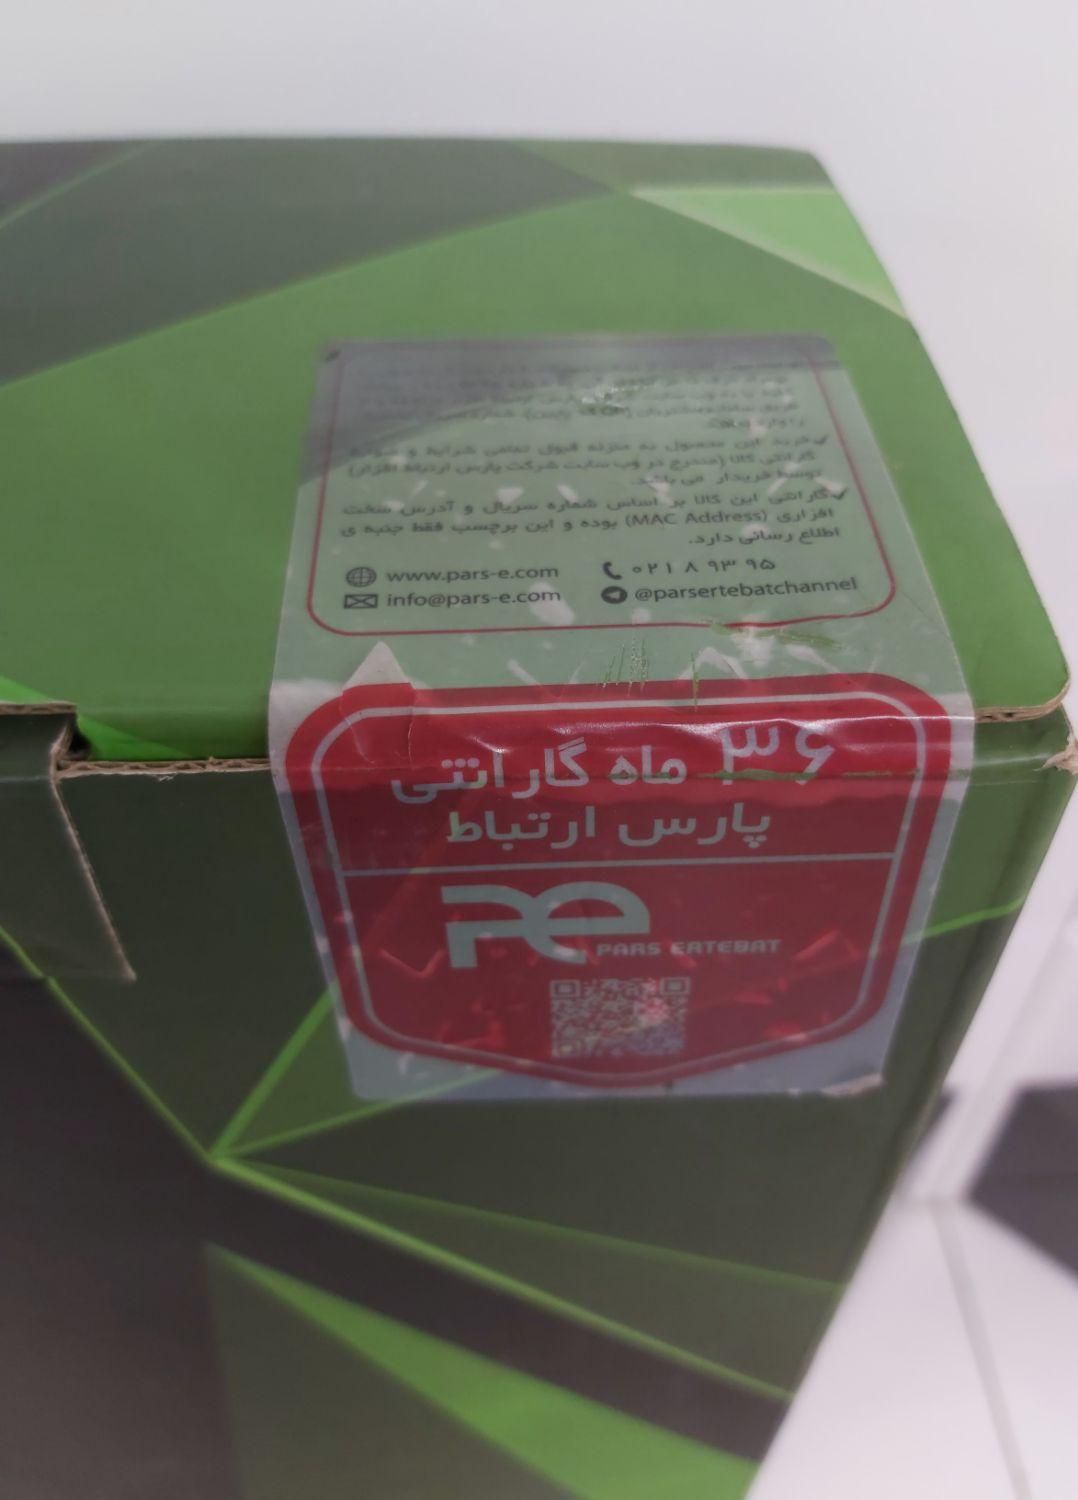 خرید این محصول به منزله قبول تمامی شرایط و ضوابط
گارانتی کالا (مندرج در وب سایت شرکت پارس ارتباط افزار)
توسط خریدار می باشد.
گارانتی این کالا بر اساس شماره سریال و آدرس سخت
افزاری (MAC Address) بوده و این برچسب فقط جنبه ی
اطلاع رسانی دارد.
www.pars-e.com ۰۲۱ ۸ ۹۳ ۹۵
info@pars-e.com @parsertebatchannel
۳۶ ماه گارانتی
پارس ارتباط
PARS ERTEBAT